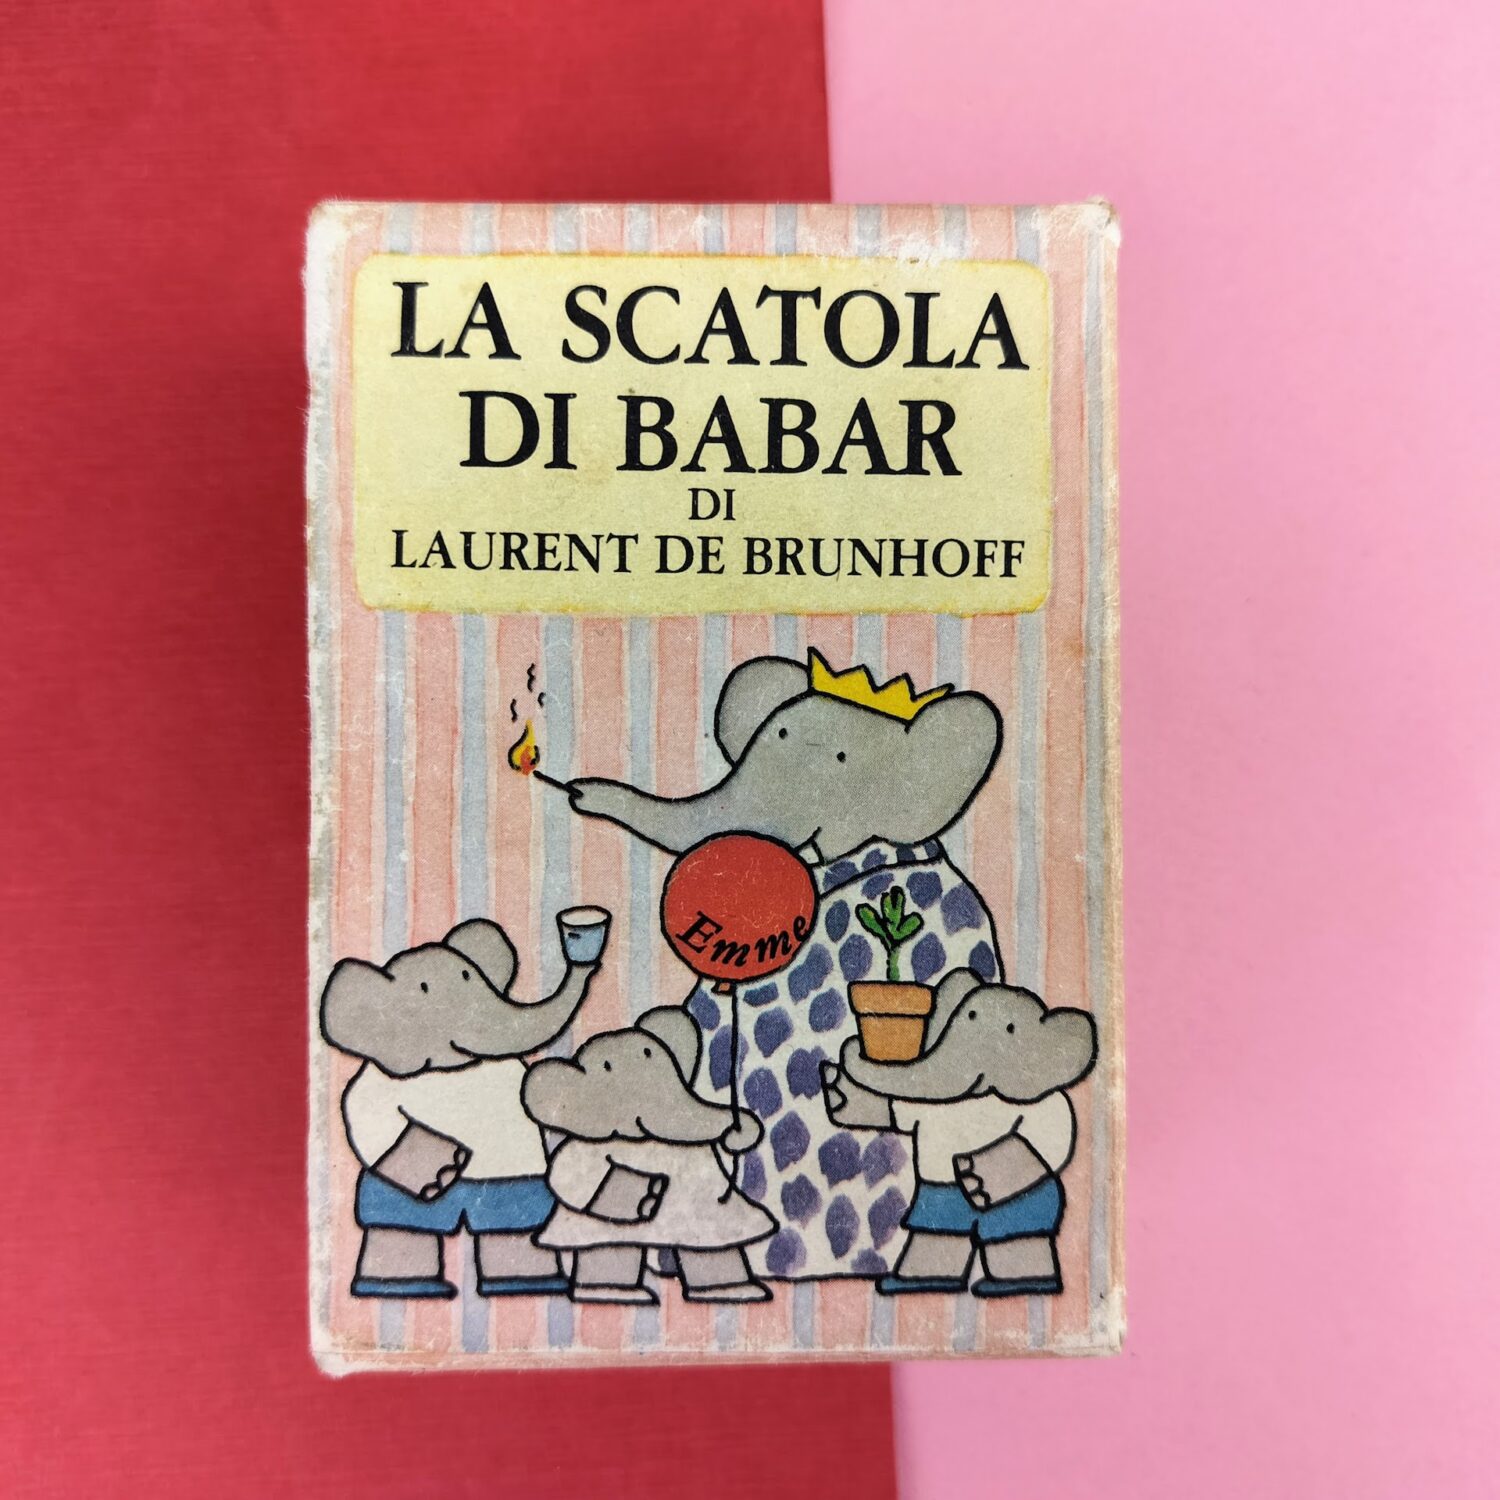 LA SCATOLA
DI BABAR
DI
LAURENT DE BRUNHOFF
Emme